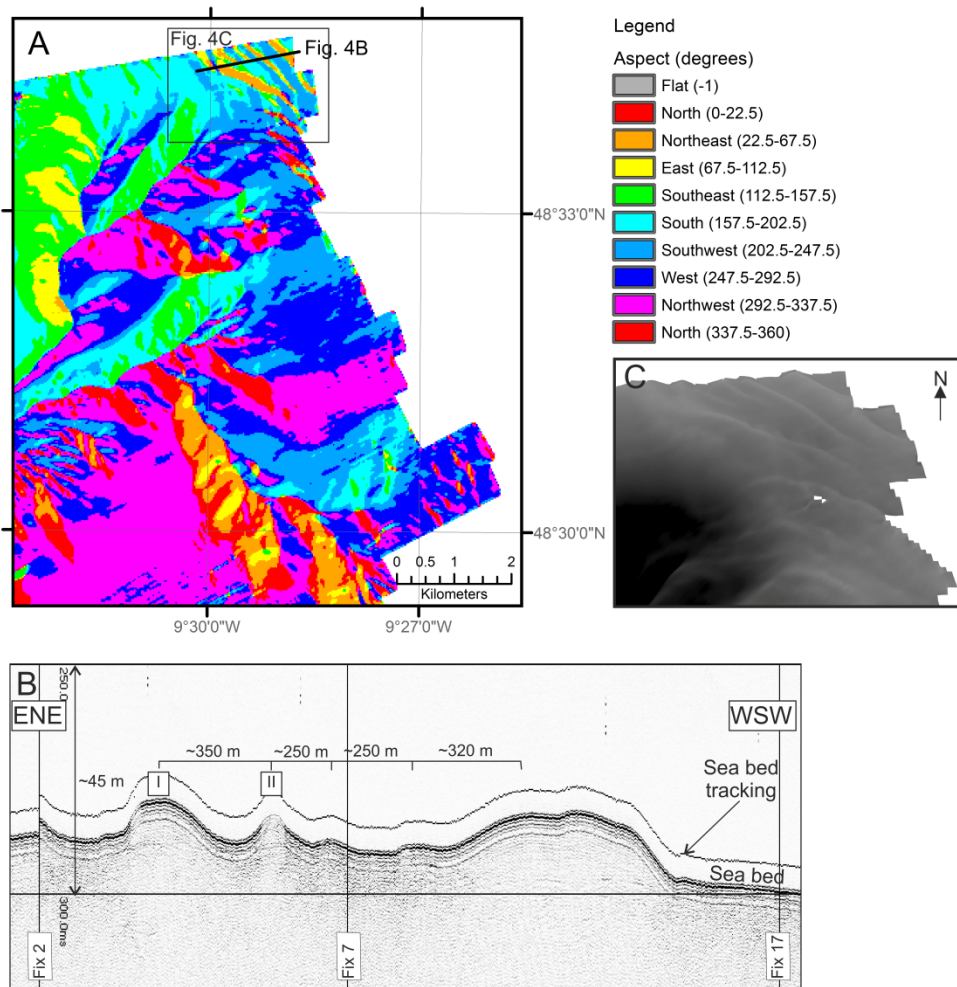 A
Fig. 4C
Fig. 4B
48°33'0"N
48°30'0"N
0 0.5 1 2
Kilometers
9°30'0"W
9°27'0"W
Legend
Aspect (degrees)
Flat (-1)
North (0-22.5)
Northeast (22.5-67.5)
East (67.5-112.5)
Southeast (112.5-157.5)
South (157.5-202.5)
Southwest (202.5-247.5)
West (247.5-292.5)
Northwest (292.5-337.5)
North (337.5-360)
C
N
B
250.0
ENE
WSW
~350 m
~250 m
~250 m
~320 m
~45 m
I
II
Sea bed
tracking
Sea bed
300.0ms
Fix 2
Fix 7
Fix 17